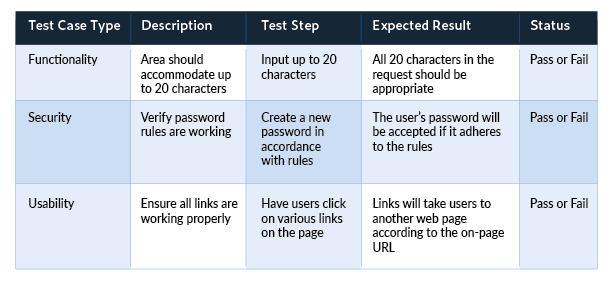 Test Case Type Description Test Step Expected Result Status
Functionality
Area should
accommodate up
to 20 characters
Input up to 20
characters
All 20 characters in the
request should be
appropriate
Pass or Fail
Security
Verify password
rules are working
Create a new
password in
accordance
with rules
The user's password will
be accepted if it adheres
to the rules
Pass or Fail
Usability
Ensure all links are
working properly
Have users click
on various links
on the page
Links will take users to
another web page
according to the on-page
URL
Pass or Fail